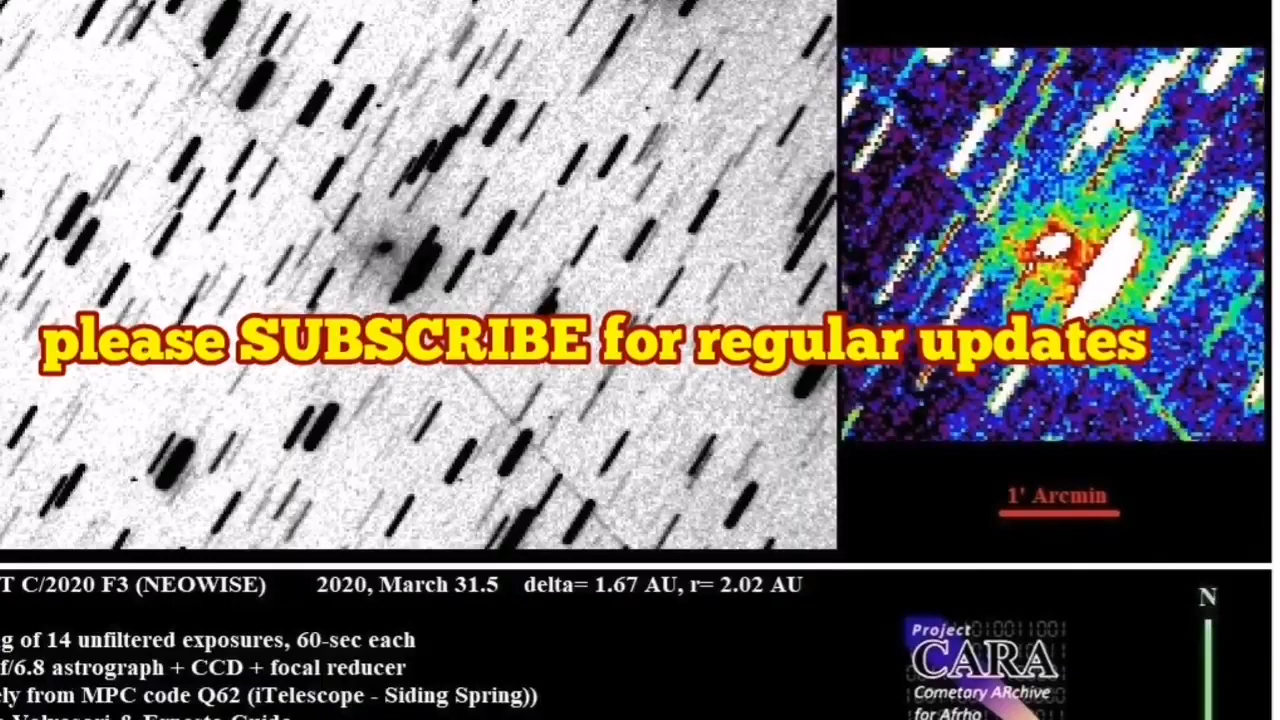 please SUBSCRIBE for regular updates
1' Arcmin
T C/2020 F3 (NEOWISE) 2020, March 31.5 delta= 1.67 AU, r= 2.02 AU
N
g of 14 unfiltered exposures, 60-sec each
f/6.8 astrograph + CCD + focal reducer
ely from MPC code Q62 (iTelescope - Siding Spring))
Project
CARA
Cometary ARchive
for Afrho